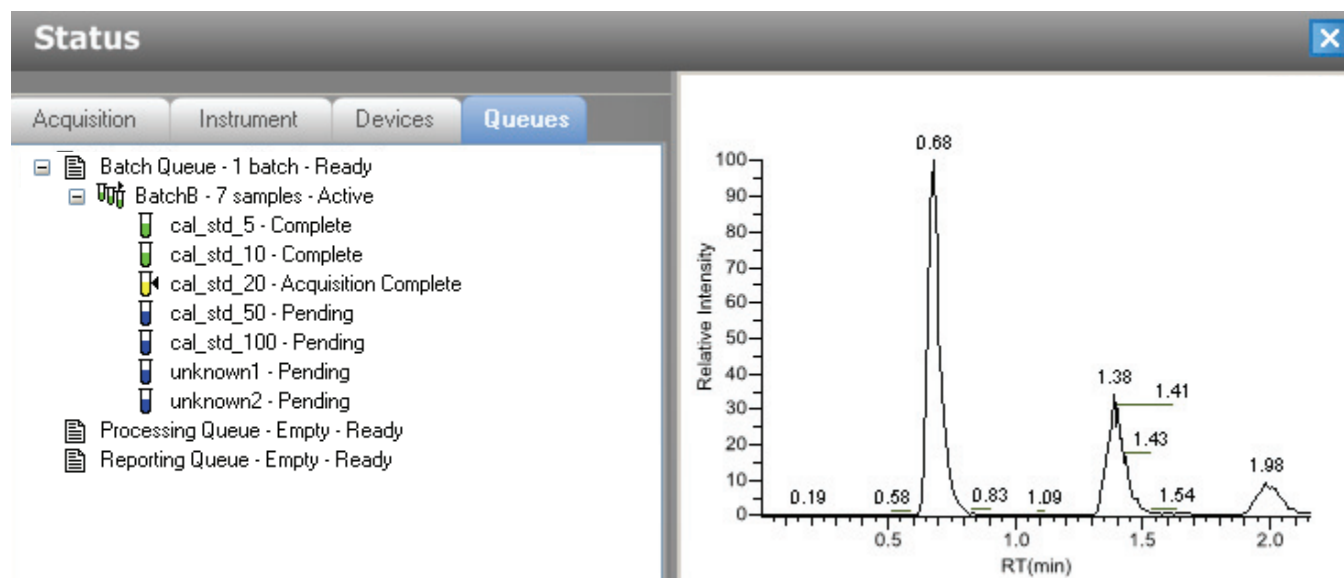 Status
Acquisition Instrument Devices Queues
Batch Queue - 1 batch - Ready
BatchB - 7 samples - Active
cal_std_5 - Complete
cal_std_10 - Complete
cal_std_20 - Acquisition Complete
cal_std_50 - Pending
cal_std_100 - Pending
unknown1 - Pending
unknown2 - Pending
Processing Queue - Empty - Ready
Reporting Queue - Empty - Ready
0.68
100
90
80
70
60
50
40
30
20
10
0
Relative Intensity
1.38
1.41
1.43
1.98
0.19 0.58 0.83 1.09 1.54
0.5 1.0 1.5 2.0
RT(min)